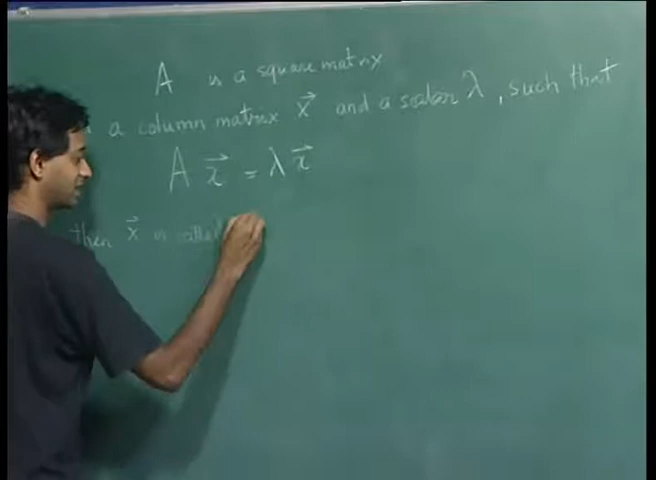 A is a square matrix
a column matrix x⃗ and a scalar λ, such that
A x⃗ = λ x⃗
then x⃗ is called